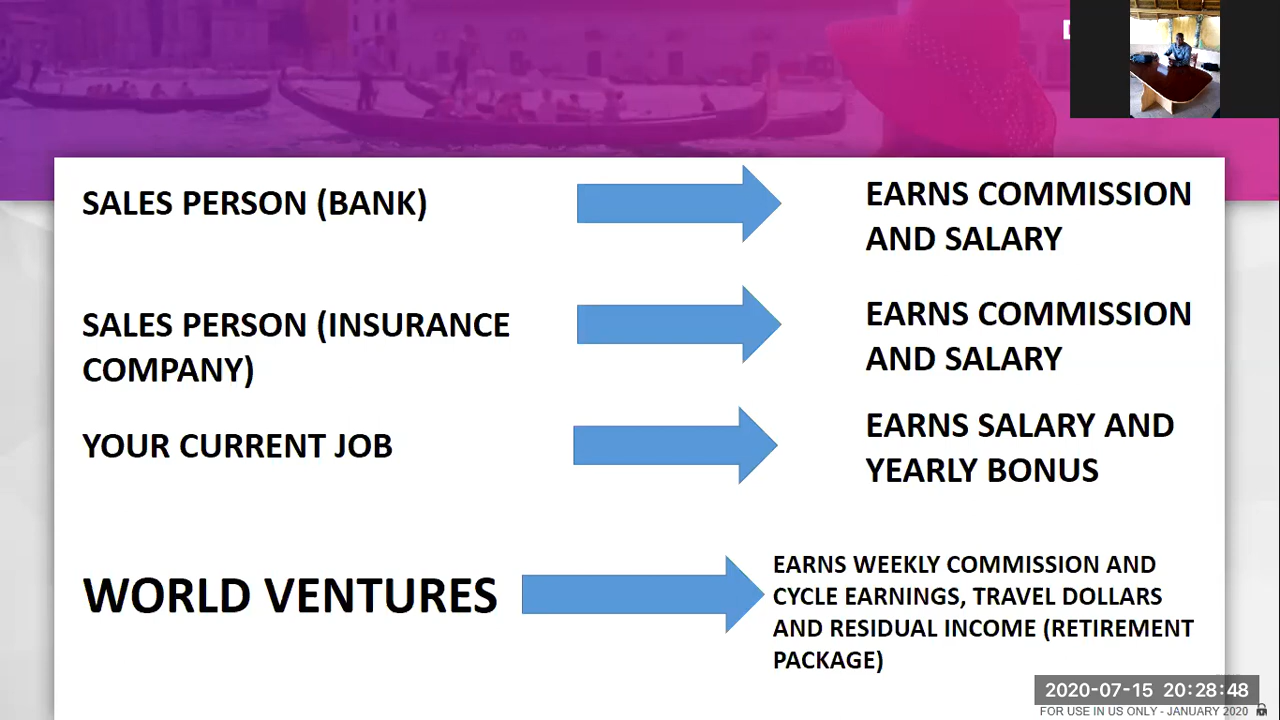 SALES PERSON (BANK)
EARNS COMMISSION
AND SALARY
SALES PERSON (INSURANCE
COMPANY)
EARNS COMMISSION
AND SALARY
YOUR CURRENT JOB
EARNS SALARY AND
YEARLY BONUS
WORLD VENTURES
EARNS WEEKLY COMMISSION AND
CYCLE EARNINGS, TRAVEL DOLLARS
AND RESIDUAL INCOME (RETIREMENT
PACKAGE)
2020-07-15 20:28:48
FOR USE IN US ONLY - JANUARY 2020